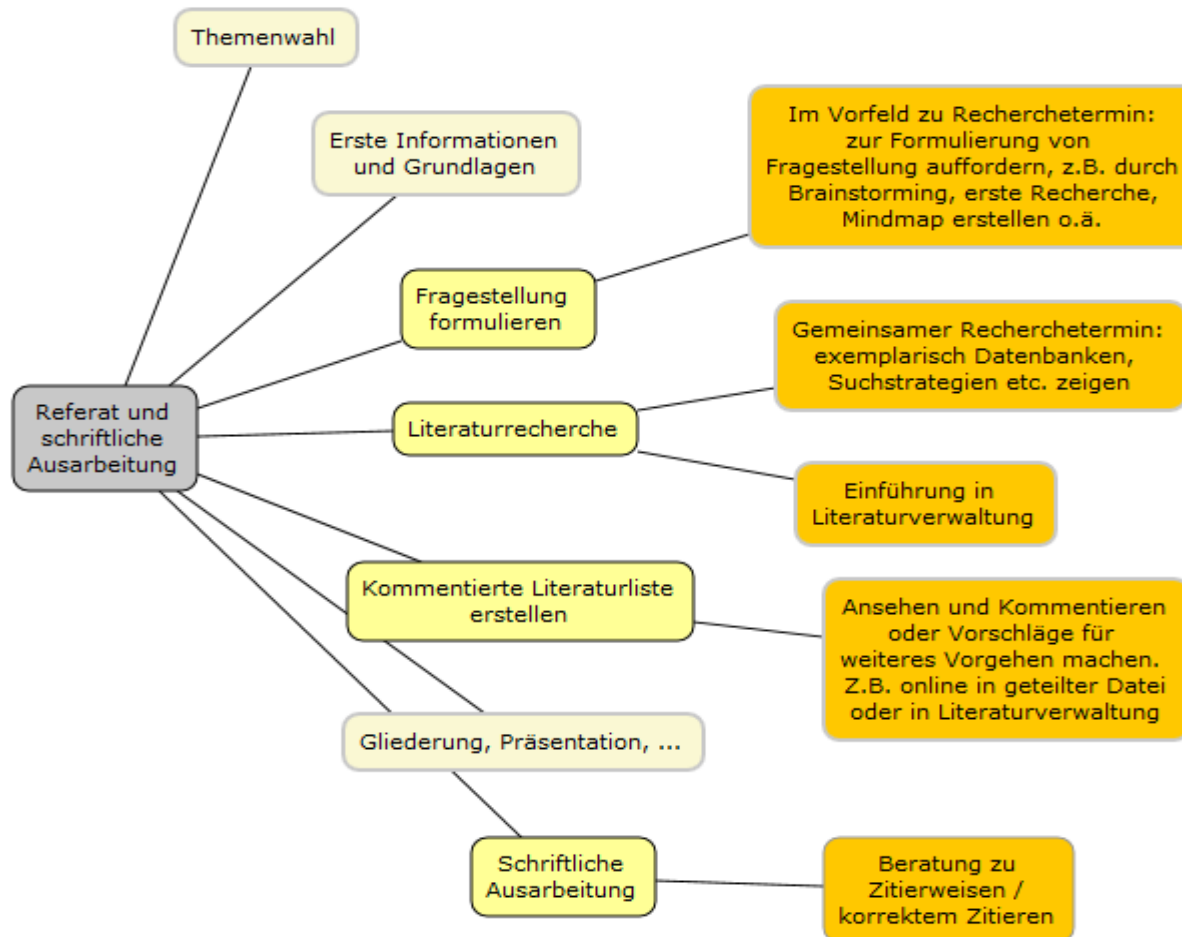 Themenwahl
Erste Informationen
und Grundlagen
Im Vorfeld zu Recherchetermin:
zur Formulierung von
Fragestellung auffordern, z.B. durch
Brainstorming, erste Recherche,
Mindmap erstellen o.ä.
Fragestellung
formulieren
Gemeinsamer Recherchetermin:
exemplarisch Datenbanken,
Suchstrategien etc. zeigen
Referat und
schriftliche
Ausarbeitung
Literaturrecherche
Einführung in
Literaturverwaltung
Kommentierte Literaturliste
erstellen
Ansehen und Kommentieren
oder Vorschläge für
weiteres Vorgehen machen.
Z.B. online in geteilter Datei
oder in Literaturverwaltung
Gliederung, Präsentation, ...
Schriftliche
Ausarbeitung
Beratung zu
Zitierweisen /
korrektem Zitieren